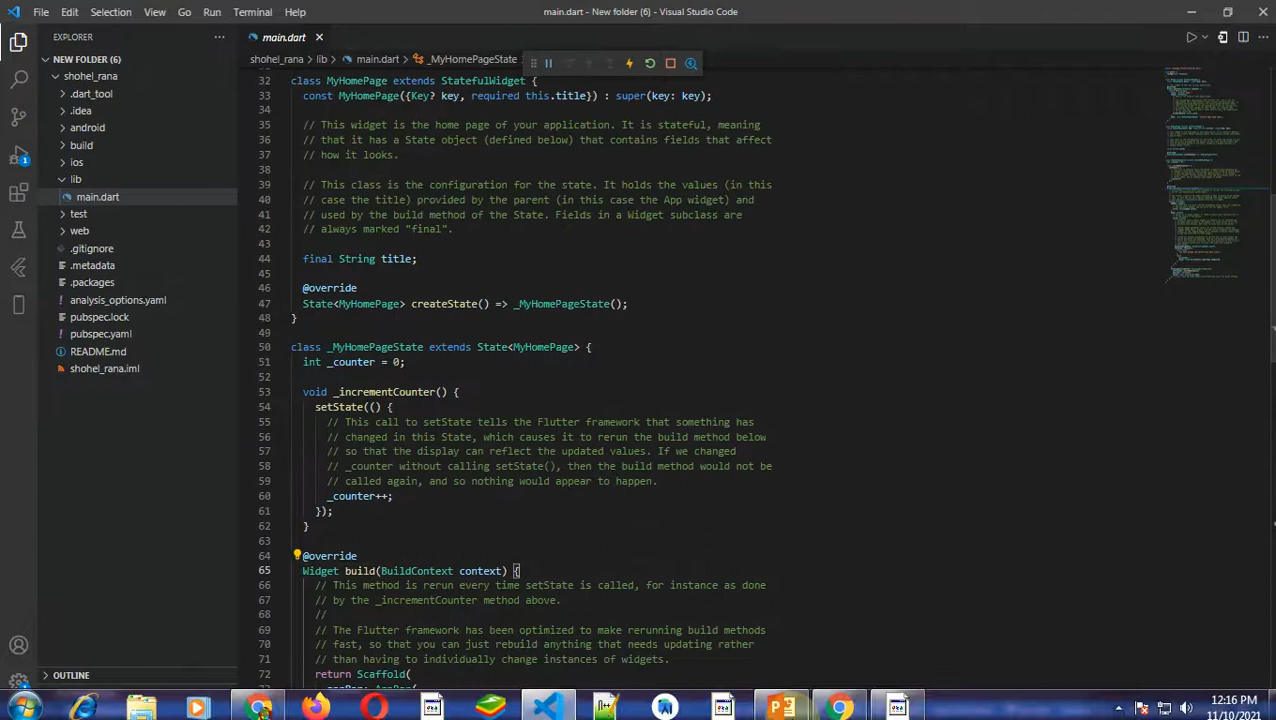 File Edit Selection View Go Run Terminal Help
main.dart - New folder (6) - Visual Studio Code
EXPLORER
main.dart
NEW FOLDER (6)
shohel_rana
.dart_tool
.idea
android
build
ios
lib
main.dart
test
web
.gitignore
.metadata
.packages
analysis_options.yaml
pubspec.lock
pubspec.yaml
README.md
shohel_rana.iml
OUTLINE
1
shohel_rana > lib > main.dart > _MyHomePageState
32 class MyHomePage extends StatefulWidget {
33 const MyHomePage({Key? key, required this.title}) : super(key: key);
34
35 // This widget is the home page of your application. It is stateful, meaning
36 // that it has a State object (defined below) that contains fields that affect
37 // how it looks.
38
39 // This class is the configuration for the state. It holds the values (in this
40 // case the title) provided by the parent (in this case the App widget) and
41 // used by the build method of the State. Fields in a Widget subclass are
42 // always marked "final".
43
44 final String title;
45
46 @override
47 State<MyHomePage> createState() => _MyHomePageState();
48 }
49
50 class _MyHomePageState extends State<MyHomePage> {
51 int _counter = 0;
52
53 void _incrementCounter() {
54 setState(() {
55 // This call to setState tells the Flutter framework that something has
56 // changed in this State, which causes it to rerun the build method below
57 // so that the display can reflect the updated values. If we changed
58 // _counter without calling setState(), then the build method would not be
59 // called again, and so nothing would appear to happen.
60 _counter++;
61 });
62 }
63
64 @override
65 Widget build(BuildContext context) {
66 // This method is rerun every time setState is called, for instance as done
67 // by the _incrementCounter method above.
68 //
69 // The Flutter framework has been optimized to make rerunning build methods
70 // fast, so that you can just rebuild anything that needs updating rather
71 // than having to individually change instances of widgets.
72 return Scaffold(
12:16 PM
11/10/2021